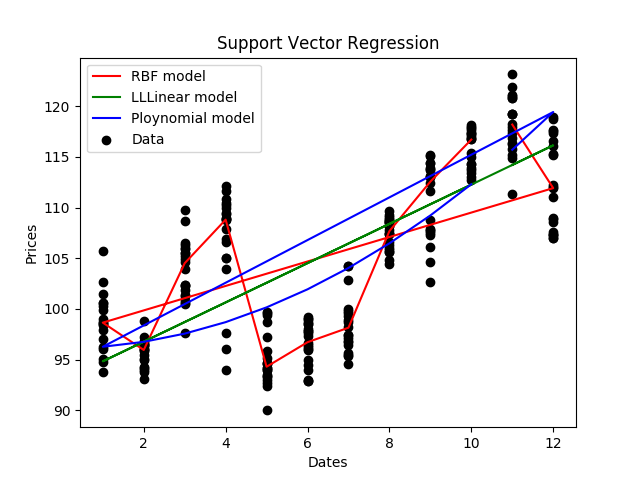 Support Vector Regression
RBF model
LLLinear model
Ploynomial model
Data
Prices
120
115
110
105
100
95
90
2 4 6 8 10 12
Dates